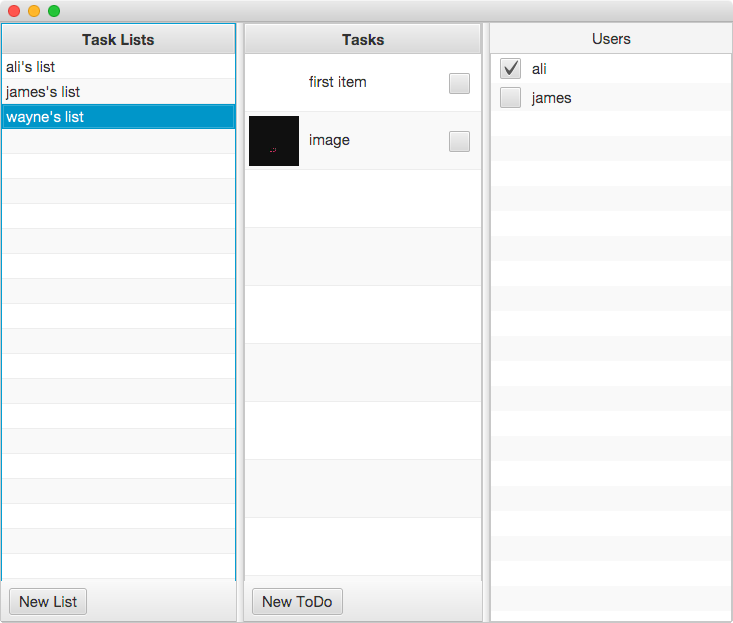 Task Lists
ali's list
james's list
wayne's list
New List
Tasks
first item
image
New ToDo
Users
ali
james